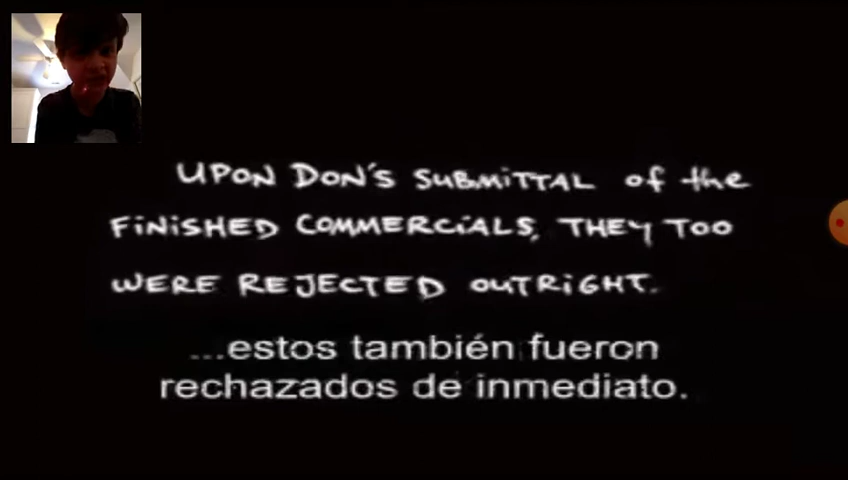 UPON DON'S SUBMITTAL of the
FINISHED COMMERCIALS, THEY TOO
WERE REJECTED OUTRIGHT.
...estos también fueron
rechazados de inmediato.